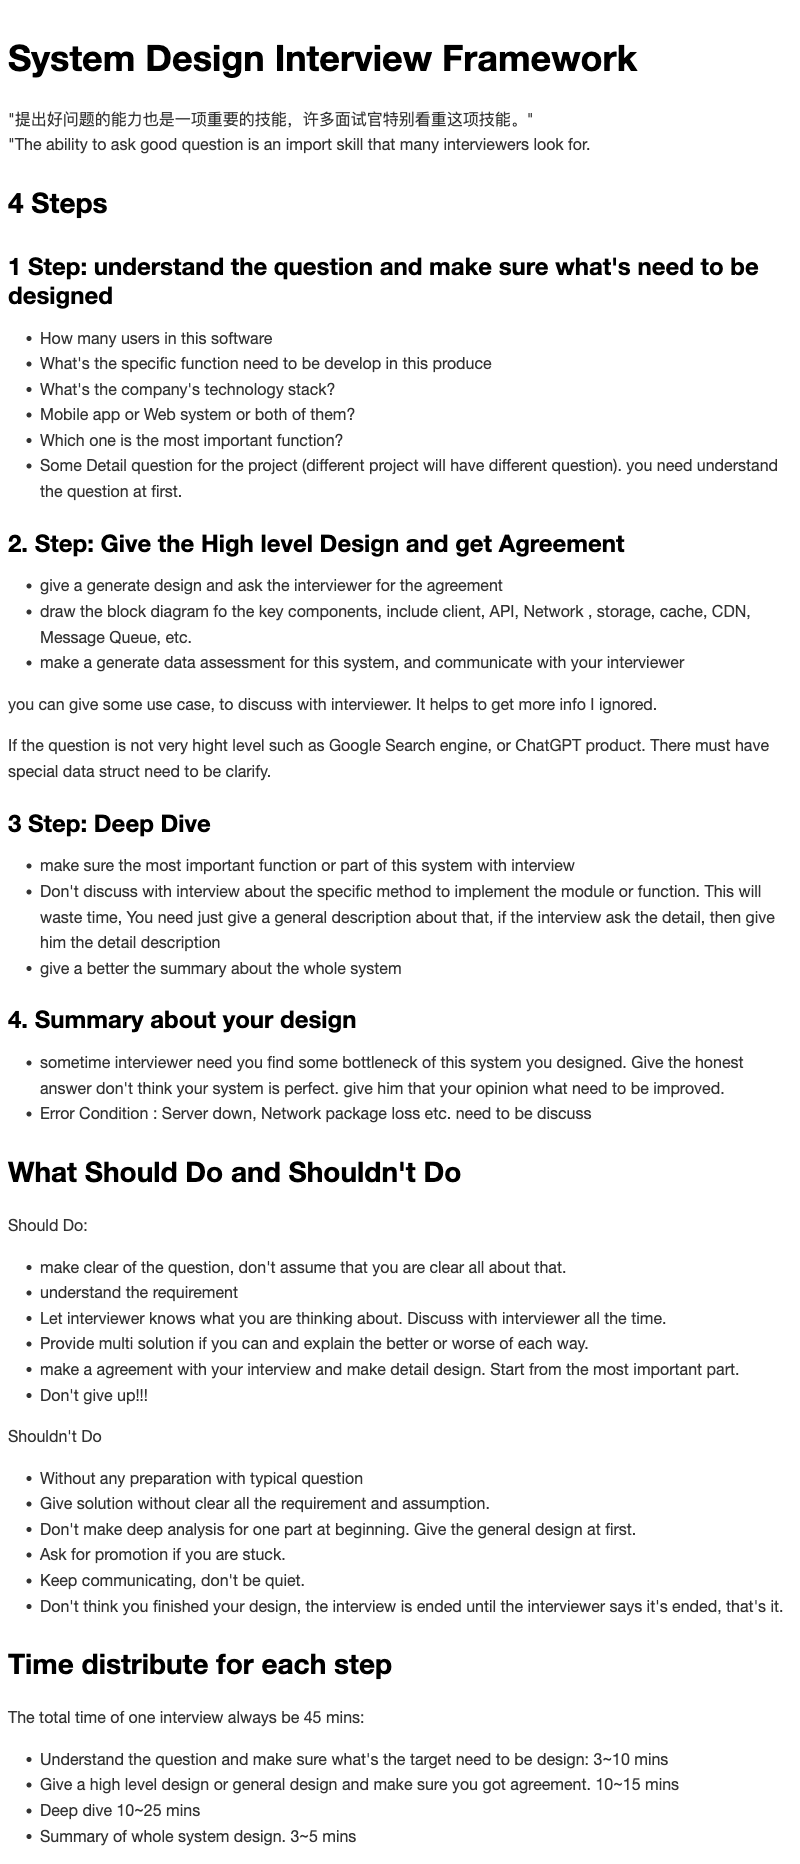 System Design Interview Framework
"提出好问题的能力也是一项重要的技能，许多面试官特别看重这项技能。"
"The ability to ask good question is an import skill that many interviewers look for.
4 Steps
1 Step: understand the question and make sure what's need to be
designed
• How many users in this software
• What's the specific function need to be develop in this produce
• What's the company's technology stack?
• Mobile app or Web system or both of them?
• Which one is the most important function?
• Some Detail question for the project (different project will have different question). you need understand
the question at first.
2. Step: Give the High level Design and get Agreement
• give a generate design and ask the interviewer for the agreement
• draw the block diagram fo the key components, include client, API, Network , storage, cache, CDN,
Message Queue, etc.
• make a generate data assessment for this system, and communicate with your interviewer
you can give some use case, to discuss with interviewer. It helps to get more info I ignored.
If the question is not very hight level such as Google Search engine, or ChatGPT product. There must have
special data struct need to be clarify.
3 Step: Deep Dive
• make sure the most important function or part of this system with interview
• Don't discuss with interview about the specific method to implement the module or function. This will
waste time, You need just give a general description about that, if the interview ask the detail, then give
him the detail description
• give a better the summary about the whole system
4. Summary about your design
• sometime interviewer need you find some bottleneck of this system you designed. Give the honest
answer don't think your system is perfect. give him that your opinion what need to be improved.
• Error Condition : Server down, Network package loss etc. need to be discuss
What Should Do and Shouldn't Do
Should Do:
• make clear of the question, don't assume that you are clear all about that.
• understand the requirement
• Let interviewer knows what you are thinking about. Discuss with interviewer all the time.
• Provide multi solution if you can and explain the better or worse of each way.
• make a agreement with your interview and make detail design. Start from the most important part.
• Don't give up!!!
Shouldn't Do
• Without any preparation with typical question
• Give solution without clear all the requirement and assumption.
• Don't make deep analysis for one part at beginning. Give the general design at first.
• Ask for promotion if you are stuck.
• Keep communicating, don't be quiet.
• Don't think you finished your design, the interview is ended until the interviewer says it's ended, that's it.
Time distribute for each step
The total time of one interview always be 45 mins:
• Understand the question and make sure what's the target need to be design: 3~10 mins
• Give a high level design or general design and make sure you got agreement. 10~15 mins
• Deep dive 10~25 mins
• Summary of whole system design. 3~5 mins